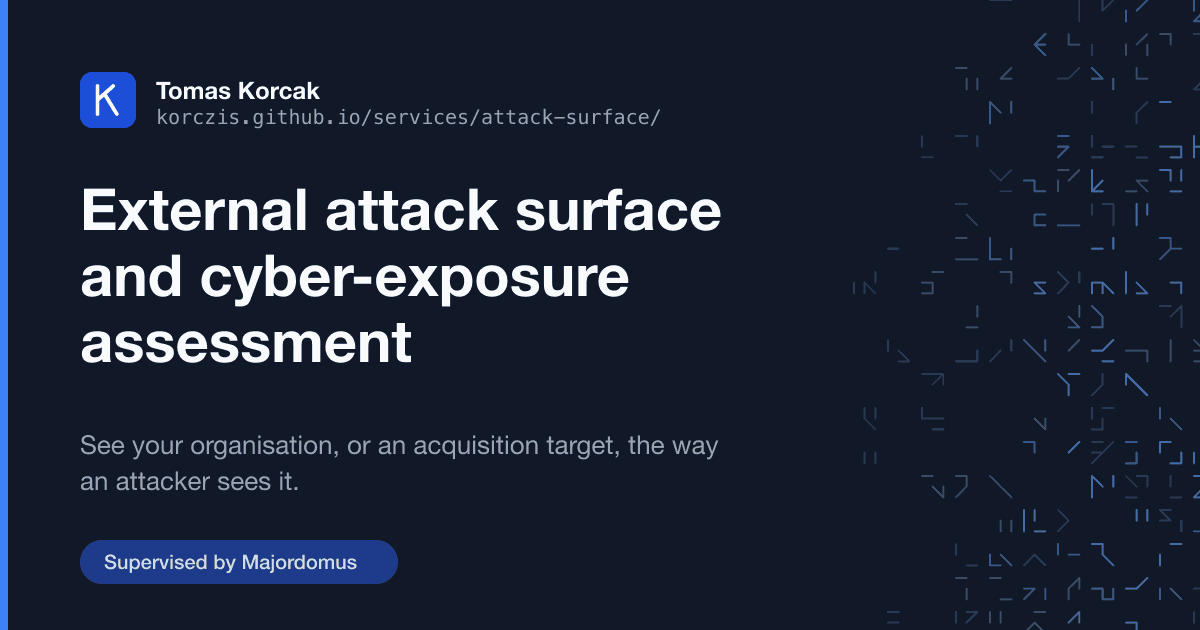 K
Tomas Korcak
korczis.github.io/services/attack-surface/
External attack surface
and cyber-exposure
assessment
See your organisation, or an acquisition target, the way
an attacker sees it.
Supervised by Majordomus